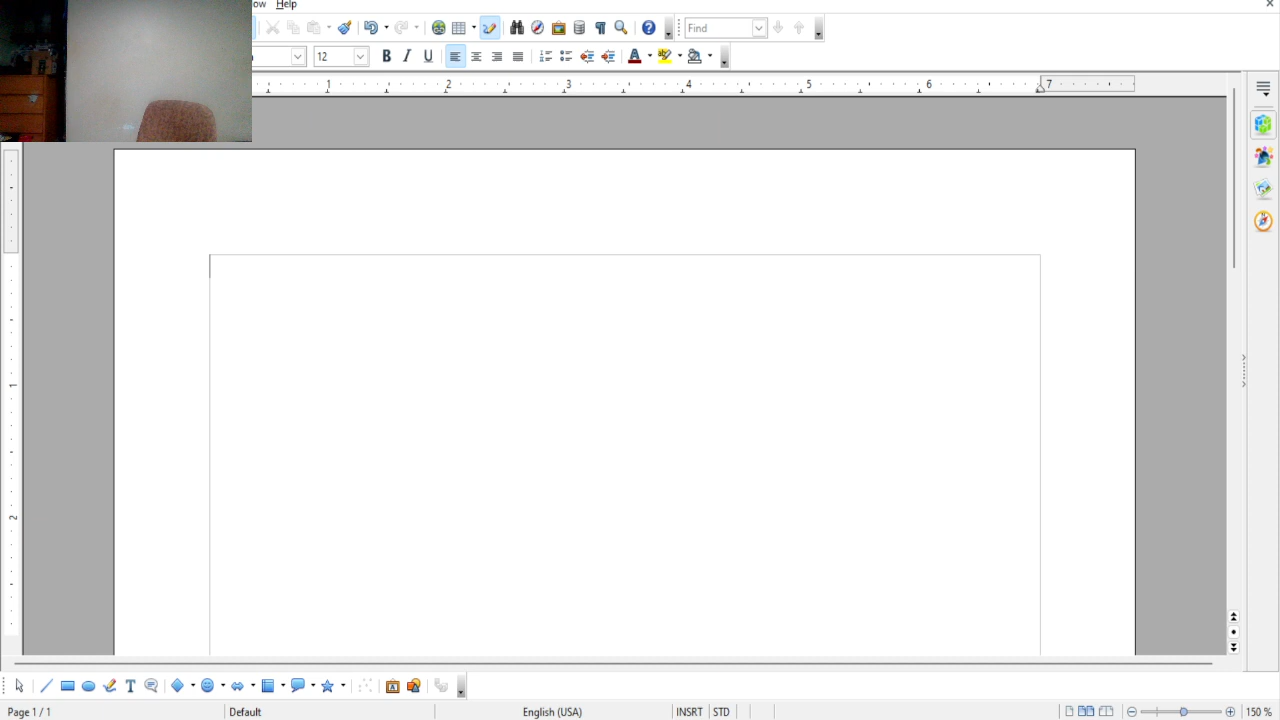 ow Help
Find
12 B I U A
1 2 3 4 5 6 7
1
2
T
Page 1 / 1 Default English (USA) INSRT STD 150 %